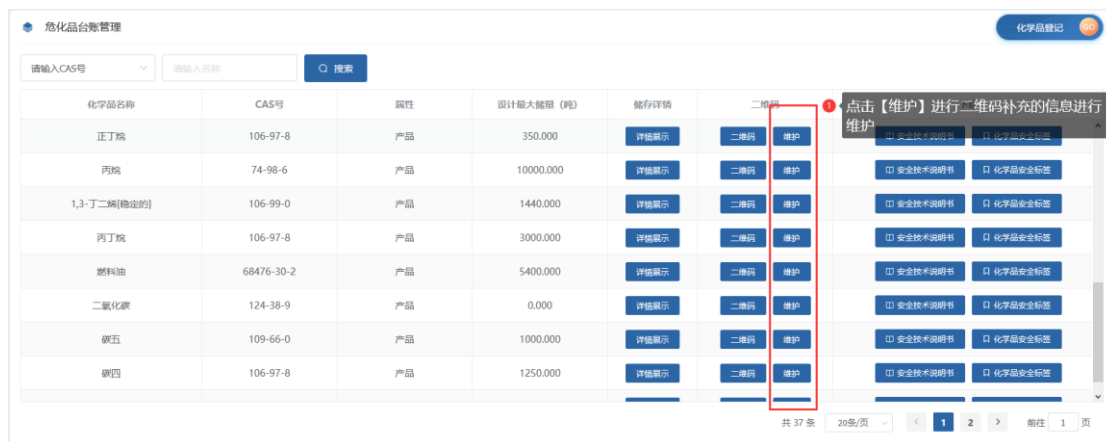 危化品台账管理
化学品登记 GO
请输入CAS号 请输入名称 搜索
化学品名称 CAS号 属性 设计最大储量 (吨) 储存详情 二维码
1 点击【维护】进行二维码补充的信息进行
维护
正丁烷 106-97-8 产品 350.000 详情展示 二维码 维护 安全技术说明书 化学品安全标签
丙烷 74-98-6 产品 10000.000 详情展示 二维码 维护 安全技术说明书 化学品安全标签
1,3-丁二烯[稳定的] 106-99-0 产品 1440.000 详情展示 二维码 维护 安全技术说明书 化学品安全标签
丙丁烷 106-97-8 产品 3000.000 详情展示 二维码 维护 安全技术说明书 化学品安全标签
燃料油 68476-30-2 产品 5400.000 详情展示 二维码 维护 安全技术说明书 化学品安全标签
二氧化碳 124-38-9 产品 0.000 详情展示 二维码 维护 安全技术说明书 化学品安全标签
碳五 109-66-0 产品 1000.000 详情展示 二维码 维护 安全技术说明书 化学品安全标签
碳四 106-97-8 产品 1250.000 详情展示 二维码 维护 安全技术说明书 化学品安全标签
共 37 条 20条/页 < 1 2 > 前往 1 页